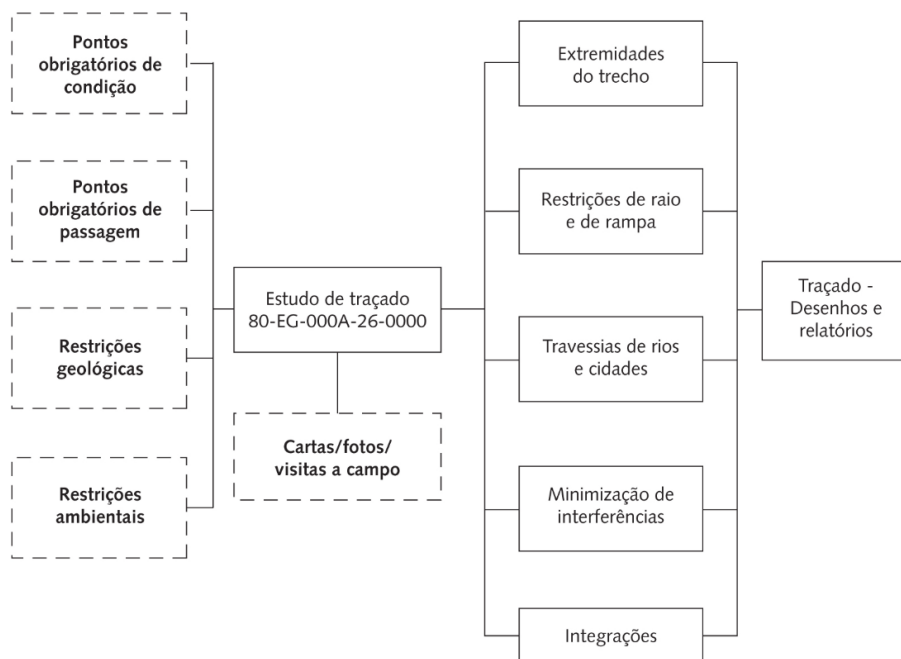 Pontos
obrigatórios de
condição
Pontos
obrigatórios de
passagem
Restrições
geológicas
Restrições
ambientais
Estudo de traçado
80-EG-000A-26-0000
Cartas/fotos/
visitas a campo
Extremidades
do trecho
Restrições de raio
e de rampa
Travessias de rios
e cidades
Minimização de
interferências
Integrações
Traçado -
Desenhos e
relatórios